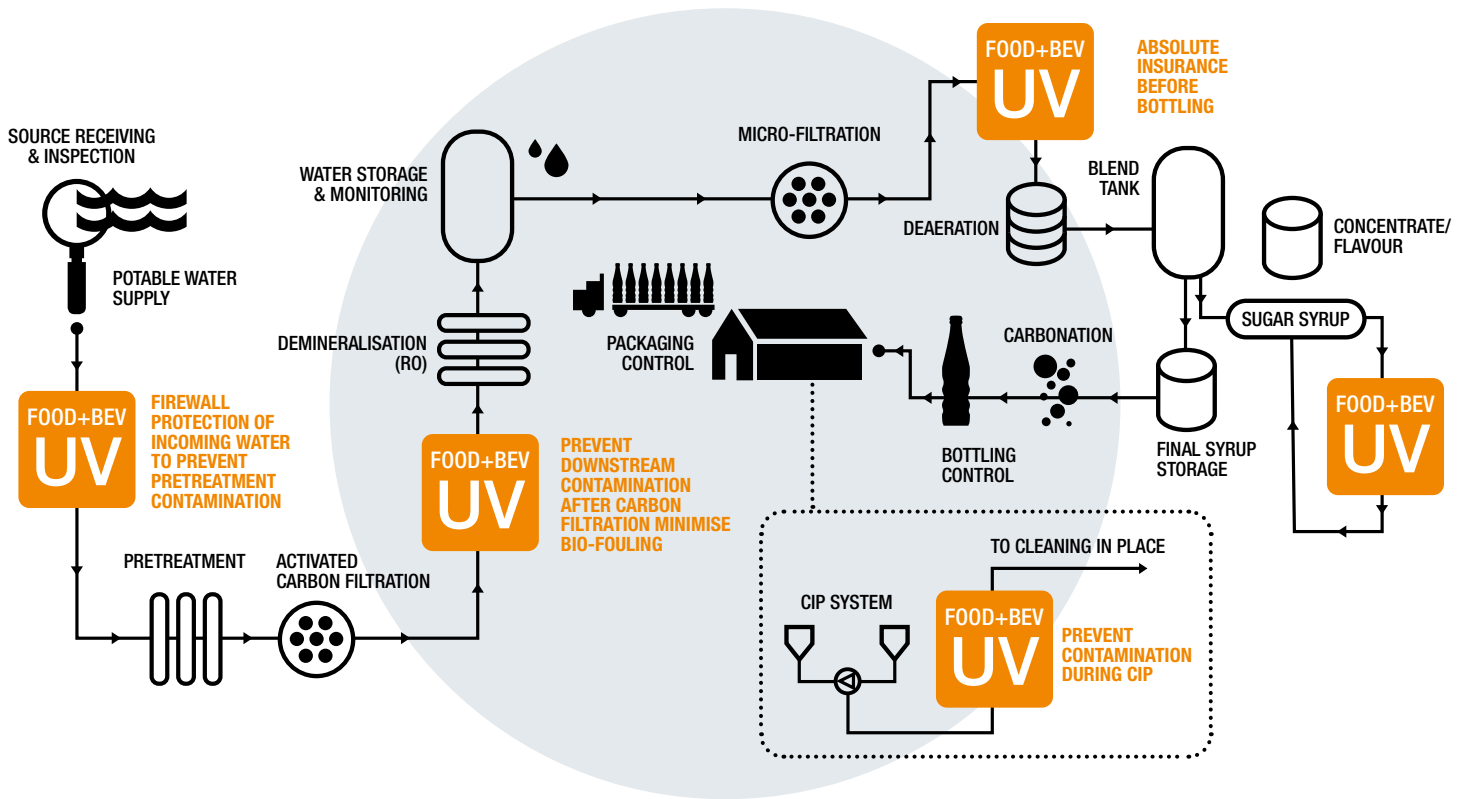 SOURCE RECEIVING
& INSPECTION
POTABLE WATER
SUPPLY
FOOD+BEV
UV
FIREWALL
PROTECTION OF
INCOMING WATER
TO PREVENT
PRETREATMENT
CONTAMINATION
PRETREATMENT
ACTIVATED
CARBON FILTRATION
FOOD+BEV
UV
PREVENT
DOWNSTREAM
CONTAMINATION
AFTER CARBON
FILTRATION MINIMISE
BIO-FOULING
DEMINERALISATION
(RO)
WATER STORAGE
& MONITORING
MICRO-FILTRATION
FOOD+BEV
UV
ABSOLUTE
INSURANCE
BEFORE
BOTTLING
DEAERATION
BLEND
TANK
CONCENTRATE/
FLAVOUR
SUGAR SYRUP
FOOD+BEV
UV
FINAL SYRUP
STORAGE
CARBONATION
BOTTLING
CONTROL
PACKAGING
CONTROL
TO CLEANING IN PLACE
CIP SYSTEM
FOOD+BEV
UV
PREVENT
CONTAMINATION
DURING CIP